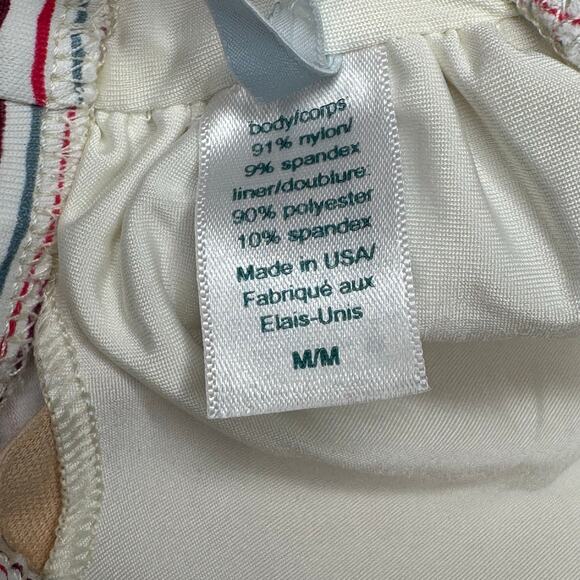 body/corps
91% nylon/
9% spandex
liner/doublure
90% polyester
10% spandex
Made in USA/
Fabriqué aux
Elais-Unis
M/M